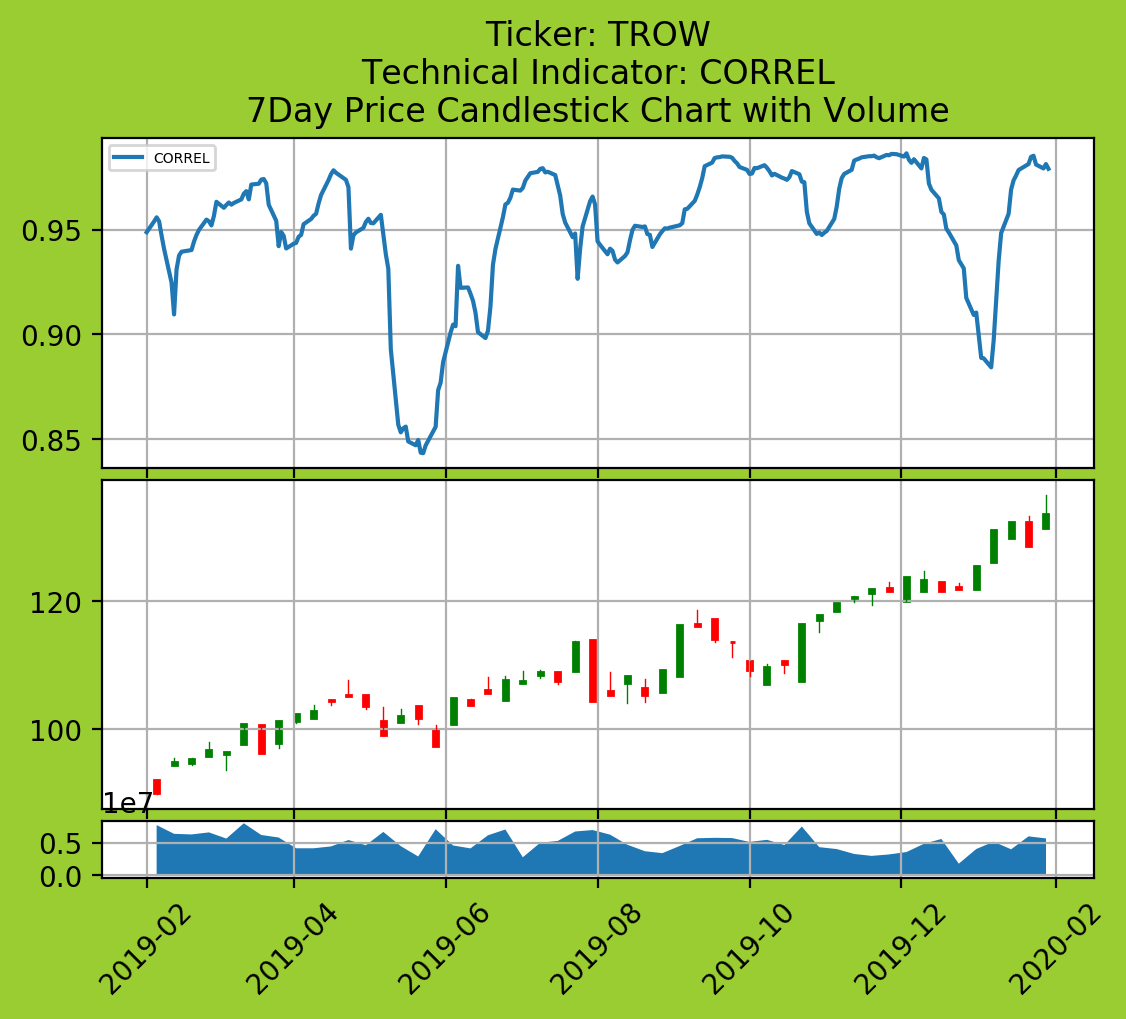 Ticker: TROW
Technical Indicator: CORREL
7Day Price Candlestick Chart with Volume
CORREL
0.95
0.90
0.85
120
100
1e7
0.5
0.0
2019-02
2019-04
2019-06
2019-08
2019-10
2019-12
2020-02